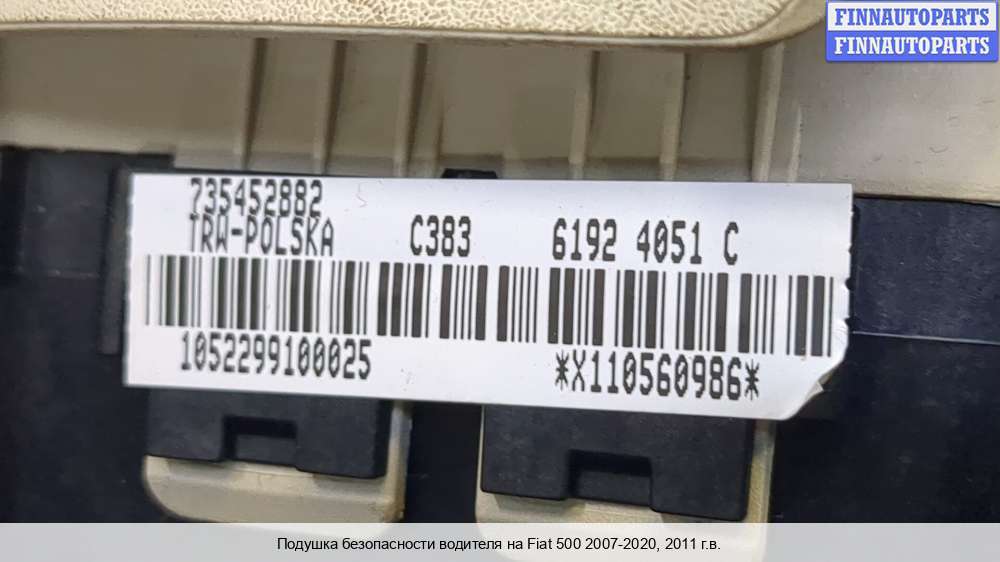 FINNAUTOPARTS
FINNAUTOPARTS
735452882
TRW-POLSKA C383 6192 4051 C
1052299100025 *X110560986*
Подушка безопасности водителя на Fiat 500 2007-2020, 2011 г.в.